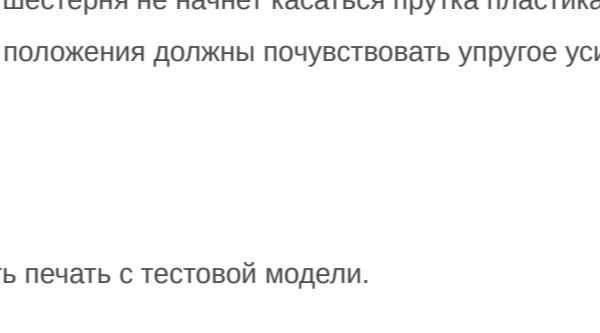 шестерня не начнет касаться прутка пластика
положения должны почувствовать упругое уси
ть печать с тестовой модели.